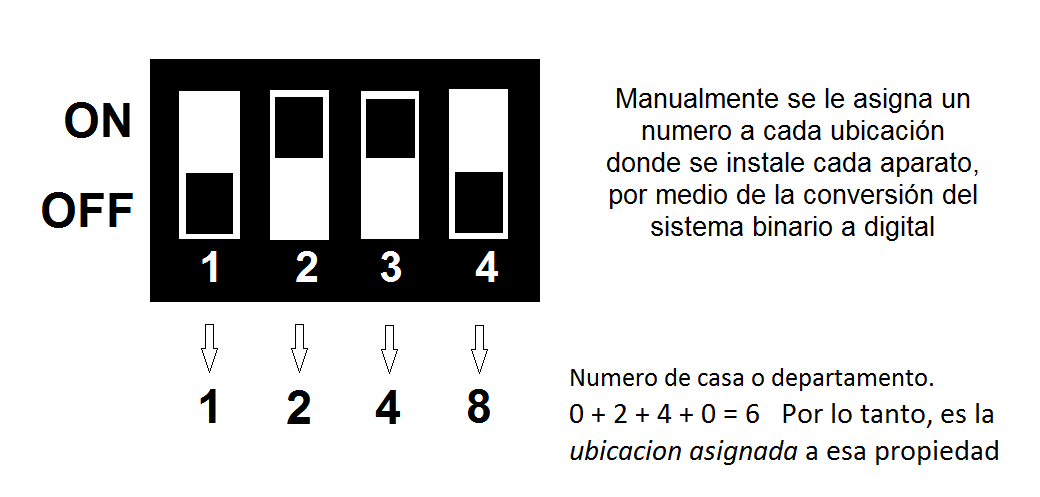 ON
OFF
1 2 3 4
1 2 4 8
Manualmente se le asigna un
numero a cada ubicación
donde se instale cada aparato,
por medio de la conversión del
sistema binario a digital
Numero de casa o departamento.
0 + 2 + 4 + 0 = 6 Por lo tanto, es la
ubicacion asignada a esa propiedad